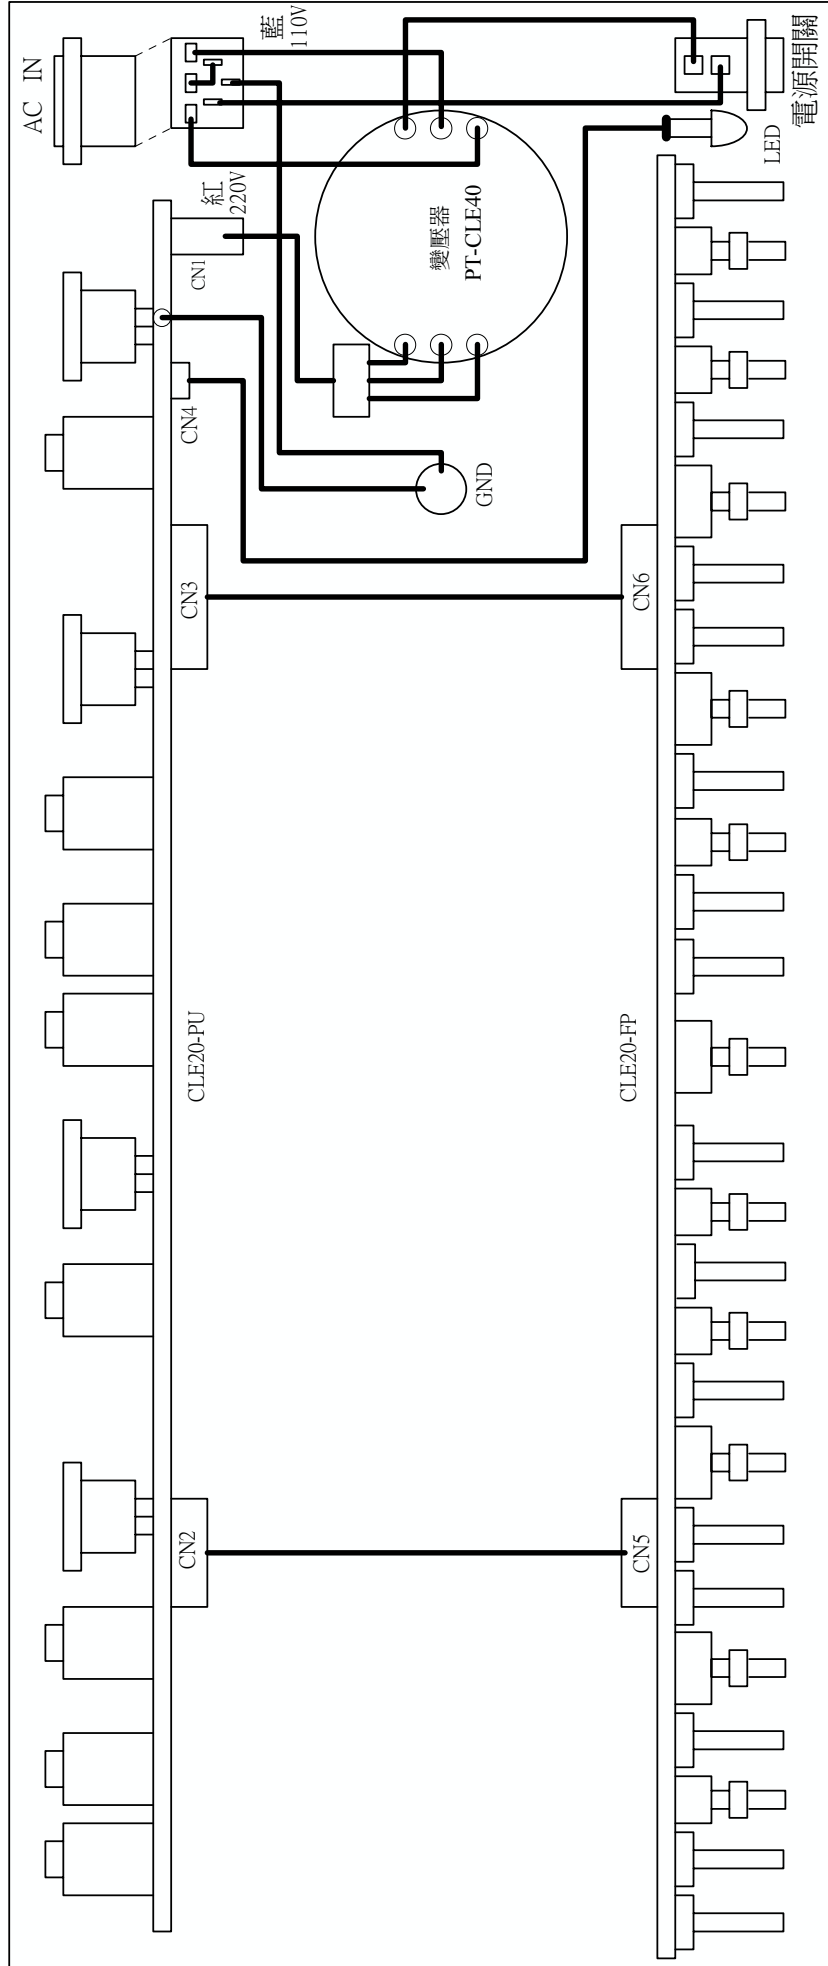 AC IN
藍
110V
電源開關
LED
紅
220V
變壓器
PT-CLE40
CN1
CN4
GND
CN3
CN6
CLE20-PU
CLE20-FP
CN2
CN5